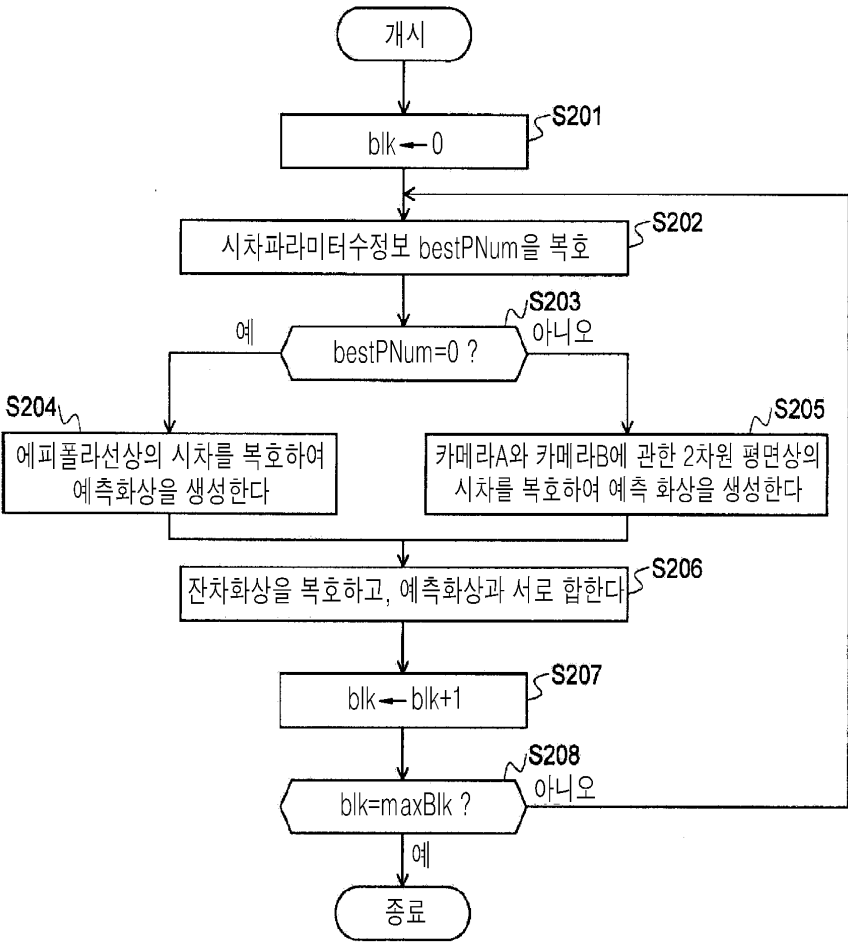 개시
S201
blk ← 0
S202
시차파라미터수정보 bestPNum을 복호
S203
예
아니오
bestPNum=0 ?
S204
에피폴라선상의 시차를 복호하여
예측화상을 생성한다
S205
카메라A와 카메라B에 관한 2차원 평면상의
시차를 복호하여 예측 화상을 생성한다
S206
잔차화상을 복호하고, 예측화상과 서로 합한다
S207
blk ← blk+1
S208
아니오
blk=maxBlk ?
예
종료